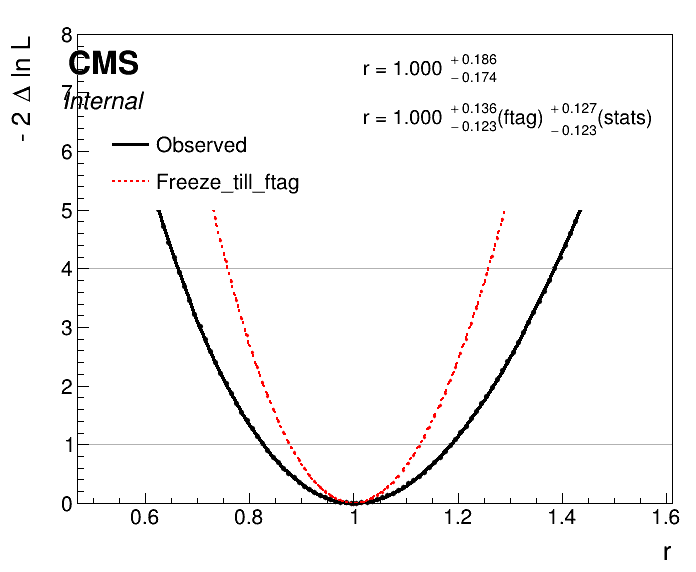 - 2 Δ ln L
8
7
6
5
4
3
2
1
0
CMS
Internal
r = 1.000 +0.186 −0.174
r = 1.000 +0.136 −0.123(ftag) +0.127 −0.123(stats)
Observed
Freeze_till_ftag
0.6 0.8 1 1.2 1.4 1.6
r